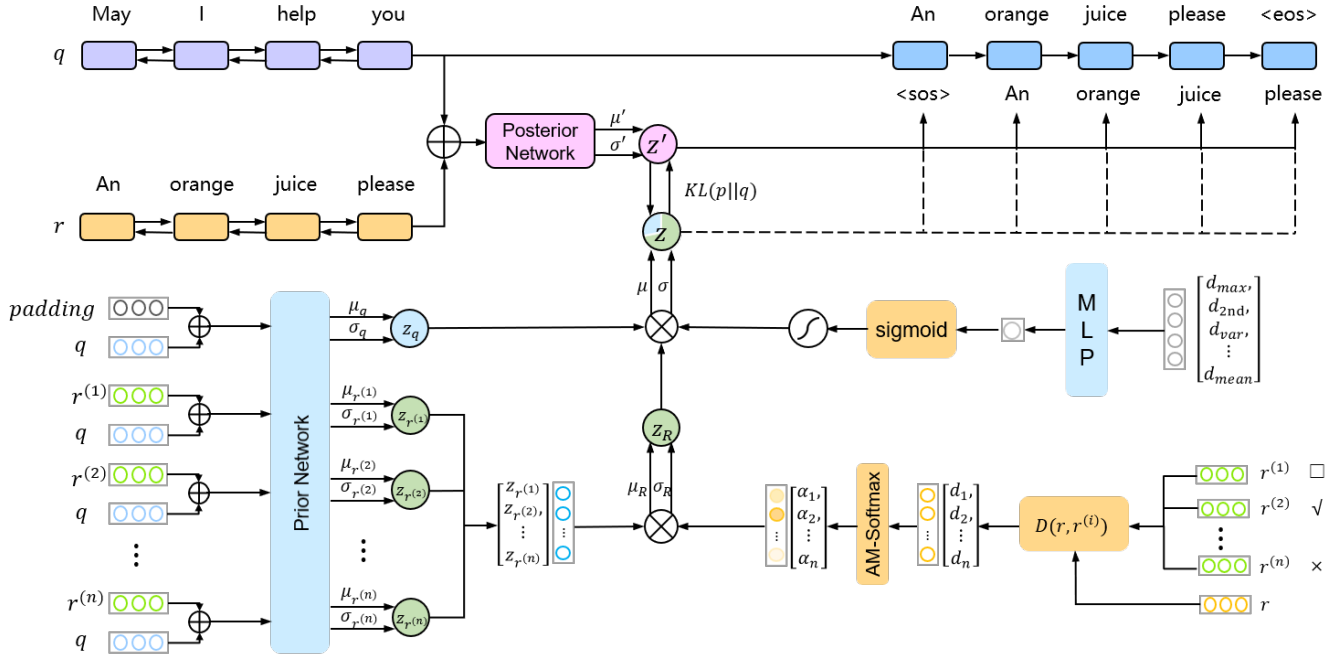 May I help you An orange juice please <eos>
q
<sos> An orange juice please
Posterior Network
μ′
σ′
z′
An orange juice please
r
KL(p||q)
z
μ σ
padding
q
μ_q
σ_q
z_q
sigmoid
MLP
d_max,
d_2nd,
d_var,
⋮
d_mean
r^(1)
q
μ_r^(1)
σ_r^(1)
z_r^(1)
z_R
r^(2)
q
μ_r^(2)
σ_r^(2)
z_r^(2)
⋮
r^(n)
q
μ_r^(n)
σ_r^(n)
z_r^(n)
Prior Network
⋮
z_r^(1)
z_r^(2),
⋮
z_r^(n)
...
μ_R σ_R
...
α_1,
α_2,
⋮
α_n
AM-Softmax
...
d_1,
d_2,
⋮
d_n
D(r, r^(i))
r^(1) □
r^(2) √
⋮
r^(n) ×
r